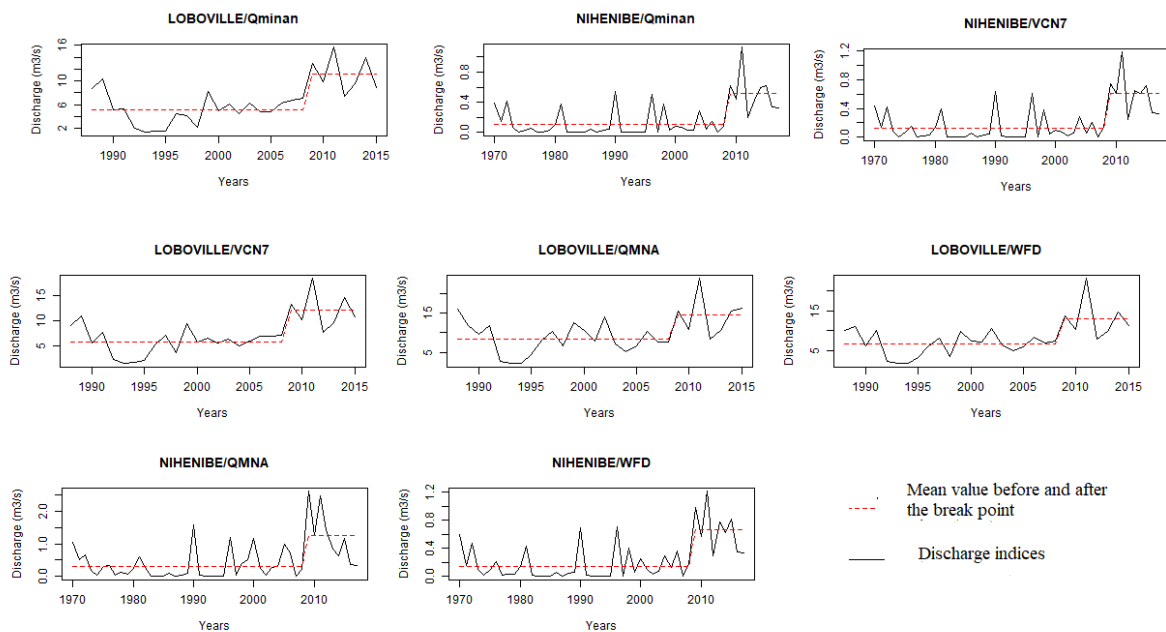 LOBOVILLE/Qminan
Discharge (m3/s)
2 6 10 16
1990 1995 2000 2005 2010 2015
Years
NIHENIBE/Qminan
Discharge (m3/s)
0.0 0.4 0.8
1970 1980 1990 2000 2010
Years
NIHENIBE/VCN7
Discharge (m3/s)
0.0 0.4 0.8 1.2
1970 1980 1990 2000 2010
Years
LOBOVILLE/VCN7
Discharge (m3/s)
5 10 15
1990 1995 2000 2005 2010 2015
Years
LOBOVILLE/QMNA
Discharge (m3/s)
5 15
1990 1995 2000 2005 2010 2015
Years
LOBOVILLE/WFD
Discharge (m3/s)
5 15
1990 1995 2000 2005 2010 2015
Years
NIHENIBE/QMNA
Discharge (m3/s)
0.0 1.0 2.0
1970 1980 1990 2000 2010
Years
NIHENIBE/WFD
Discharge (m3/s)
0.0 0.4 0.8 1.2
1970 1980 1990 2000 2010
Years
Mean value before and after
the break point
Discharge indices